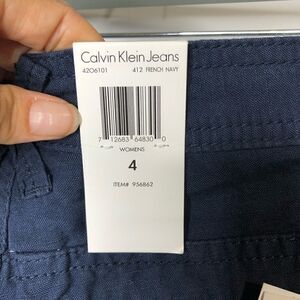 Calvin Klein Jeans
42O6101 412 FRENCH NAVY
7 12683 64830 0
WOMENS
4
ITEM# 956862